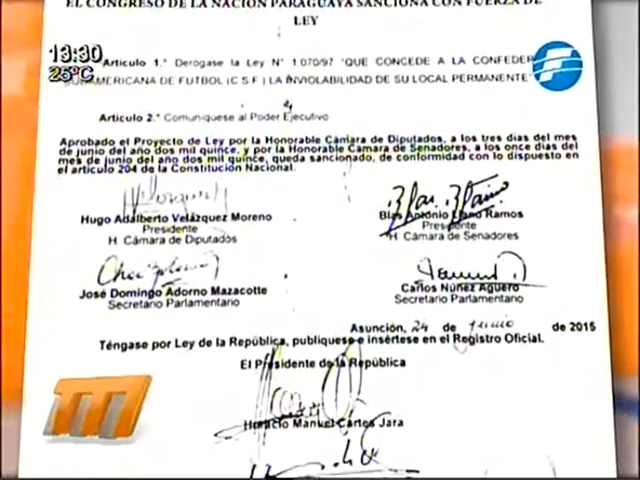 EL CONGRESO DE LA NACIÓN PARAGUAYA SANCIONA CON FUERZA DE
LEY
13:30
25°C
Artículo 1.° Derógase la Ley N° 1.070/97 "QUE CONCEDE A LA CONFEDER
SUDAMERICANA DE FUTBOL (C S F) LA INVIOLABILIDAD DE SU LOCAL PERMANENTE"
Artículo 2.° Comuníquese al Poder Ejecutivo
Aprobado el Proyecto de Ley por la Honorable Cámara de Diputados, a los tres días del mes
de junio del año dos mil quince, y por la Honorable Cámara de Senadores, a los once días del
mes de junio del año dos mil quince, queda sancionado, de conformidad con lo dispuesto en
el artículo 204 de la Constitución Nacional.
Hugo Adalberto Velázquez Moreno
Presidente
H. Cámara de Diputados
Blas Antonio Llano Ramos
Presidente
H. Cámara de Senadores
José Domingo Adorno Mazacotte
Secretario Parlamentario
Carlos Núñez Agüero
Secretario Parlamentario
Asunción, 24 de junio de 2015
Téngase por Ley de la República, publíquese e insértese en el Registro Oficial.
El Presidente de la República
Horacio Manuel Cartes Jara